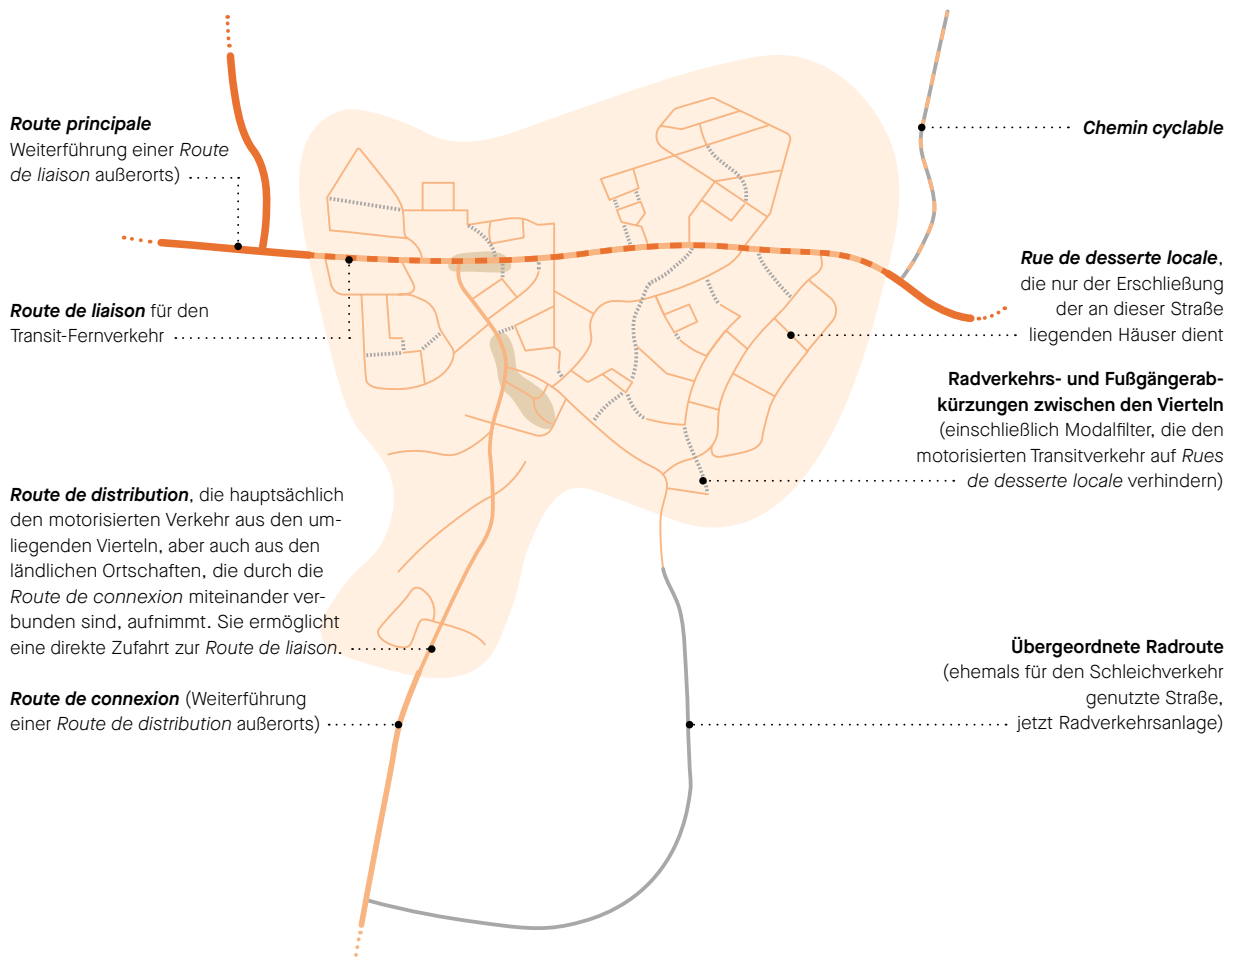 Route principale
Weiterführung einer Route
de liaison außerorts)
Route de liaison für den
Transit-Fernverkehr
Route de distribution, die hauptsächlich
den motorisierten Verkehr aus den um-
liegenden Vierteln, aber auch aus den
ländlichen Ortschaften, die durch die
Route de connexion miteinander ver-
bunden sind, aufnimmt. Sie ermöglicht
eine direkte Zufahrt zur Route de liaison.
Route de connexion (Weiterführung
einer Route de distribution außerorts)
Chemin cyclable
Rue de desserte locale,
die nur der Erschließung
der an dieser Straße
liegenden Häuser dient
Radverkehrs- und Fußgängerab-
kürzungen zwischen den Vierteln
(einschließlich Modalfilter, die den
motorisierten Transitverkehr auf Rues
de desserte locale verhindern)
Übergeordnete Radroute
(ehemals für den Schleichverkehr
genutzte Straße,
jetzt Radverkehrsanlage)